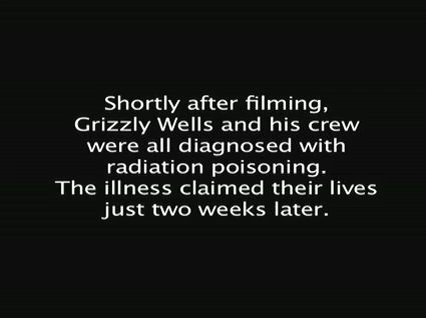 Shortly after filming,
Grizzly Wells and his crew
were all diagnosed with
radiation poisoning.
The illness claimed their lives
just two weeks later.